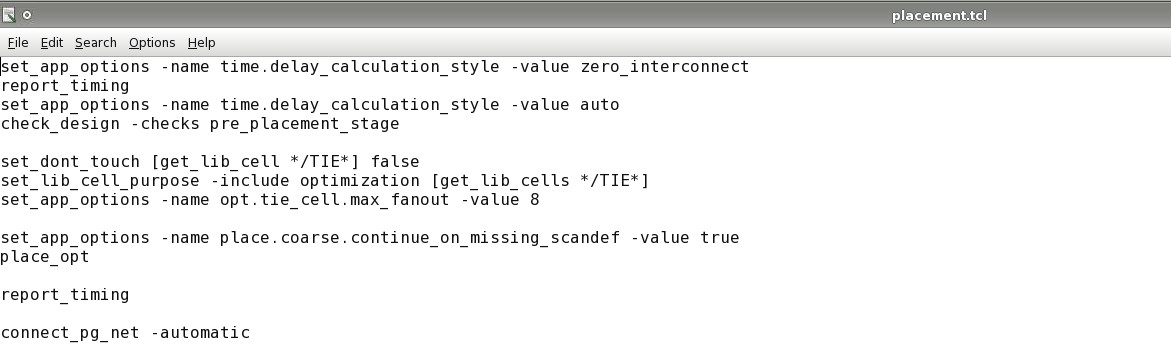 placement.tcl
File Edit Search Options Help
set_app_options -name time.delay_calculation_style -value zero_interconnect
report_timing
set_app_options -name time.delay_calculation_style -value auto
check_design -checks pre_placement_stage
set_dont_touch [get_lib_cell */TIE*] false
set_lib_cell_purpose -include optimization [get_lib_cells */TIE*]
set_app_options -name opt.tie_cell.max_fanout -value 8
set_app_options -name place.coarse.continue_on_missing_scandef -value true
place_opt
report_timing
connect_pg_net -automatic